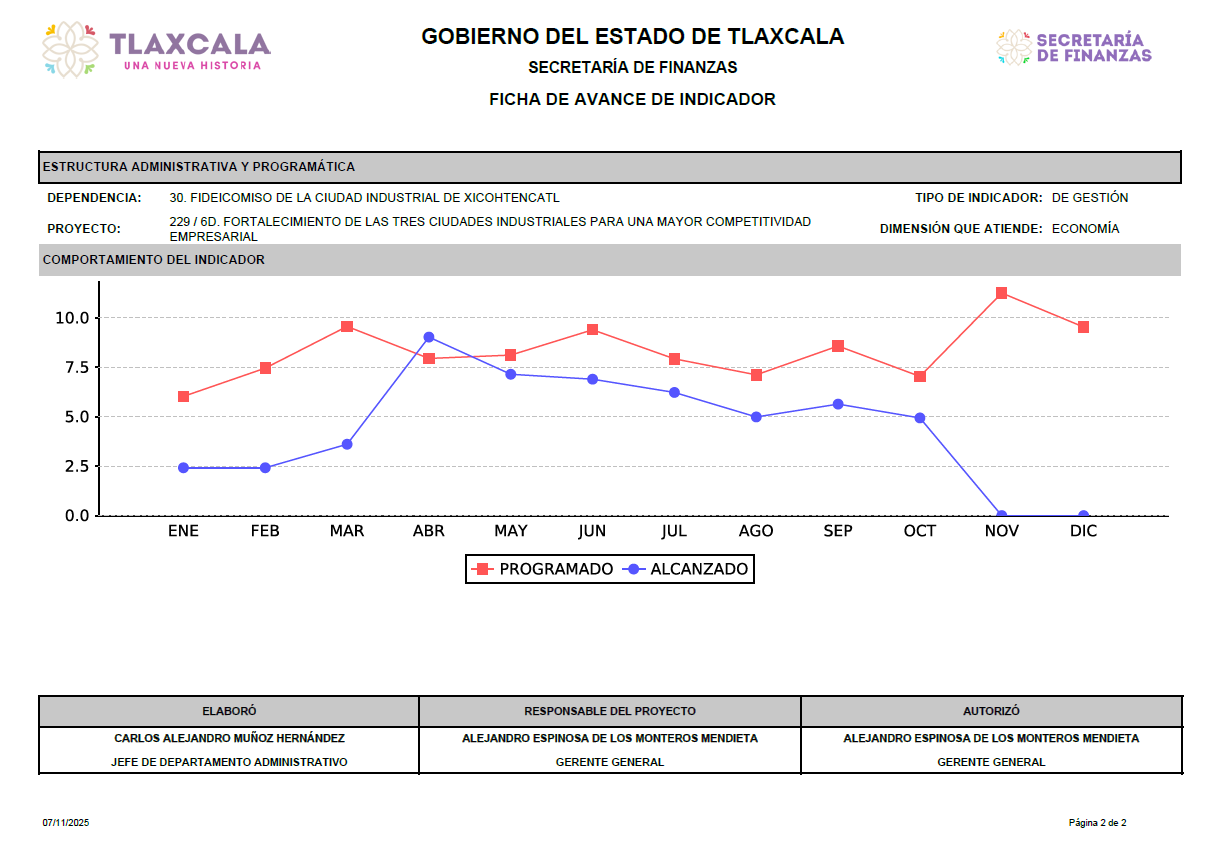 TLAXCALA
UNA NUEVA HISTORIA
GOBIERNO DEL ESTADO DE TLAXCALA
SECRETARÍA DE FINANZAS
FICHA DE AVANCE DE INDICADOR
SECRETARÍA
DE FINANZAS
ESTRUCTURA ADMINISTRATIVA Y PROGRAMÁTICA
DEPENDENCIA: 30. FIDEICOMISO DE LA CIUDAD INDUSTRIAL DE XICOHTENCATL TIPO DE INDICADOR: DE GESTIÓN
PROYECTO: 229 / 6D. FORTALECIMIENTO DE LAS TRES CIUDADES INDUSTRIALES PARA UNA MAYOR COMPETITIVIDAD
EMPRESARIAL
DIMENSIÓN QUE ATIENDE: ECONOMÍA
COMPORTAMIENTO DEL INDICADOR
10.0
7.5
5.0
2.5
0.0
ENE FEB MAR ABR MAY JUN JUL AGO SEP OCT NOV DIC
PROGRAMADO ALCANZADO
ELABORÓ RESPONSABLE DEL PROYECTO AUTORIZÓ
CARLOS ALEJANDRO MUÑOZ HERNÁNDEZ ALEJANDRO ESPINOSA DE LOS MONTEROS MENDIETA ALEJANDRO ESPINOSA DE LOS MONTEROS MENDIETA
JEFE DE DEPARTAMENTO ADMINISTRATIVO GERENTE GENERAL GERENTE GENERAL
07/11/2025 Página 2 de 2